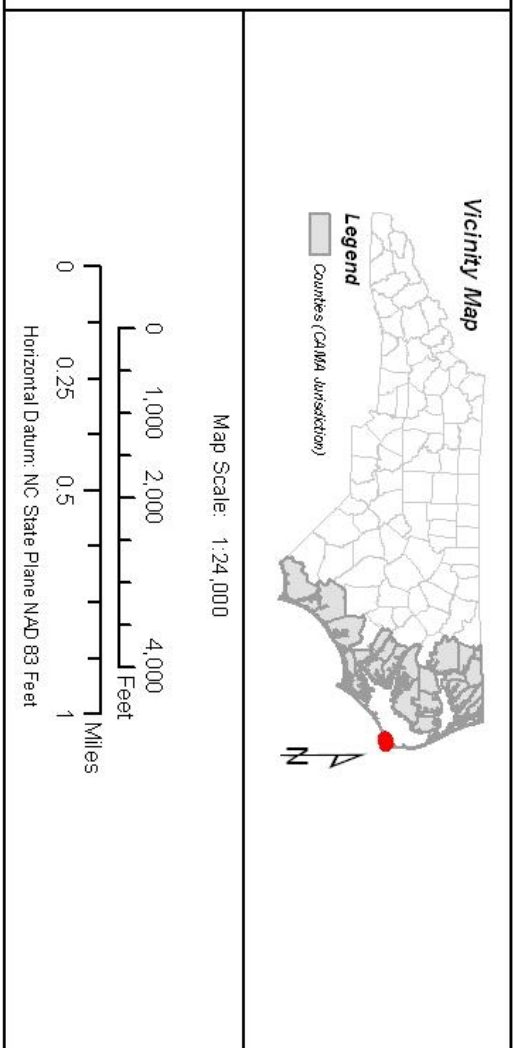 Vicinity Map
Legend
Counties (CAMA Jurisdiction)
N
Map Scale: 1:24,000
0 1,000 2,000 4,000
Feet
0 0.25 0.5 1
Miles
Horizontal Datum: NC State Plane NAD 83 Feet